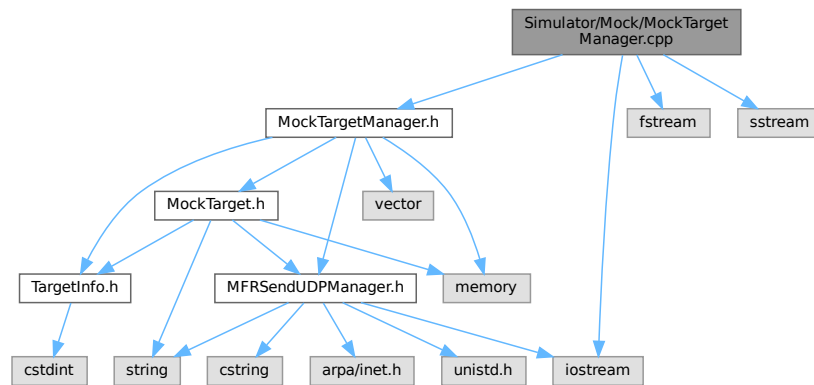 Simulator/Mock/MockTarget
Manager.cpp
MockTargetManager.h
fstream
sstream
MockTarget.h
vector
TargetInfo.h
MFRSendUDPManager.h
memory
cstdint
string
cstring
arpa/inet.h
unistd.h
iostream